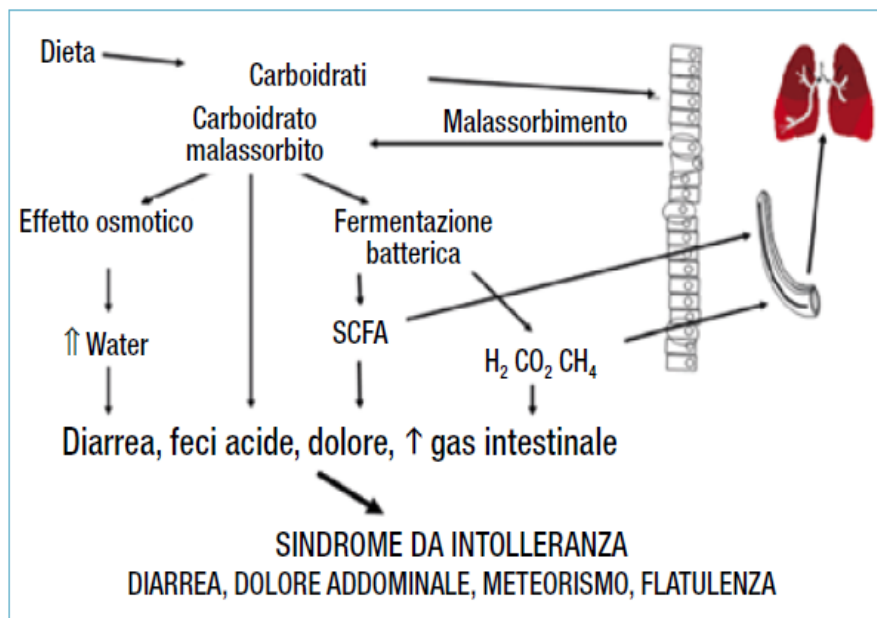 Dieta
Carboidrati
Carboidrato
malassorbito
Malassorbimento
Effetto osmotico
Fermentazione
batterica
⇑ Water
SCFA
H₂ CO₂ CH₄
Diarrea, feci acide, dolore, ↑ gas intestinale
SINDROME DA INTOLLERANZA
DIARREA, DOLORE ADDOMINALE, METEORISMO, FLATULENZA